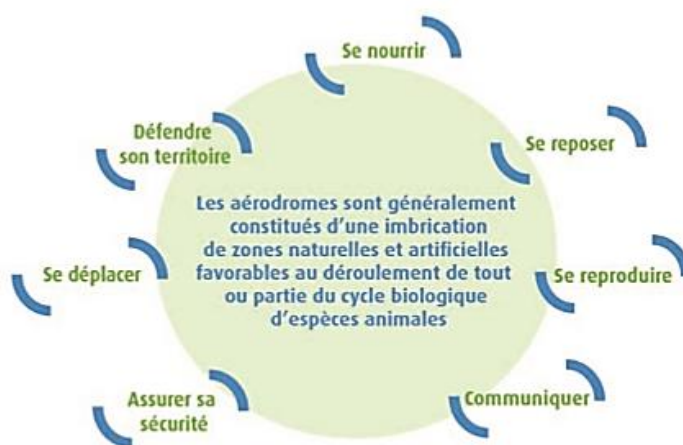 Se nourrir
Défendre
son territoire
Se reposer
Les aérodromes sont généralement
constitués d'une imbrication
de zones naturelles et artificielles
favorables au déroulement de tout
ou partie du cycle biologique
d'espèces animales
Se déplacer
Se reproduire
Assurer sa
sécurité
Communiquer